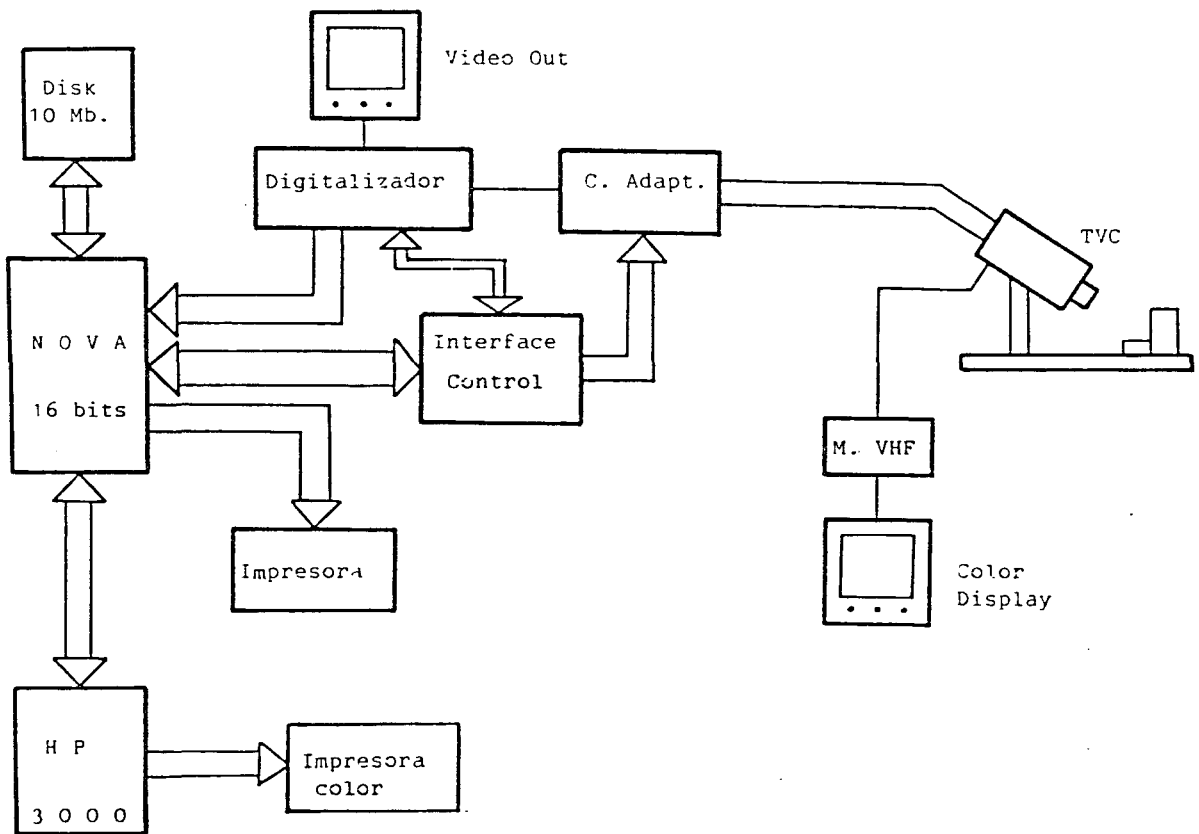 Video Out
Disk
10 Mb.
Digitalizador
C. Adapt.
TVC
N O V A
16 bits
Interface
Control
M. VHF
Impresora
Color
Display
H P
3 0 0 0
Impresora
color